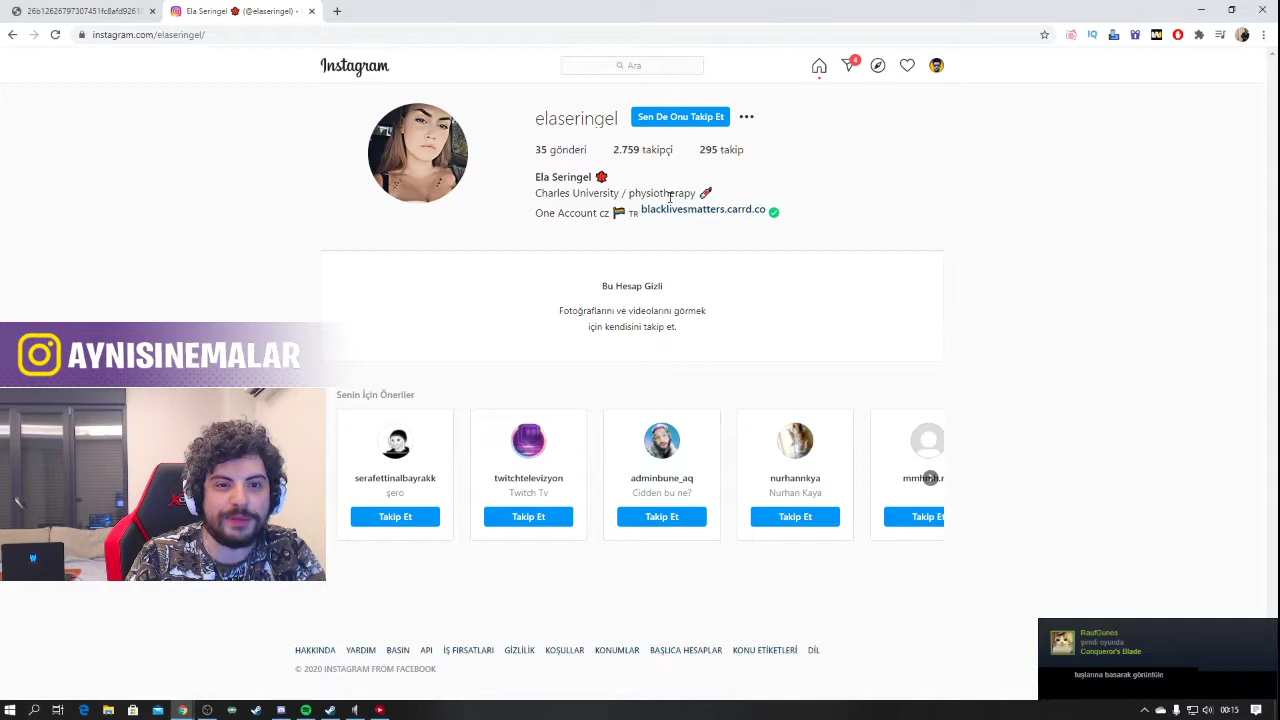 26b12626797307451fc8afd92610
Ela Seringel (@elaseringel) •
instagram.com/elaseringel/
Instagram
Ara
4
elaseringel
Sen De Onu Takip Et
35 gönderi 2.759 takipçi 295 takip
Ela Seringel
Charles University / physiotherapy
One Account cz TR blacklivesmatters.carrd.co
Bu Hesap Gizli
Fotoğraflarını ve videolarını görmek
için kendisini takip et.
AYNISINEMALAR
Senin İçin Öneriler
serafettinalbayrakk
şero
Takip Et
twitchtelevizyon
Twitch Tv
Takip Et
adminbune_aq
Cidden bu ne?
Takip Et
nurhannkya
Nurhan Kaya
Takip Et
Takip Et
HAKKINDA YARDIM BASIN API İŞ FIRSATLARI GİZLİLİK KOŞULLAR KONUMLAR BAŞLICA HESAPLAR KONU ETİKETLERİ DİL
© 2020 INSTAGRAM FROM FACEBOOK
RaufGunes
şimdi oyunda
Conqueror's Blade
tuşlarına basarak görüntüle
00:15